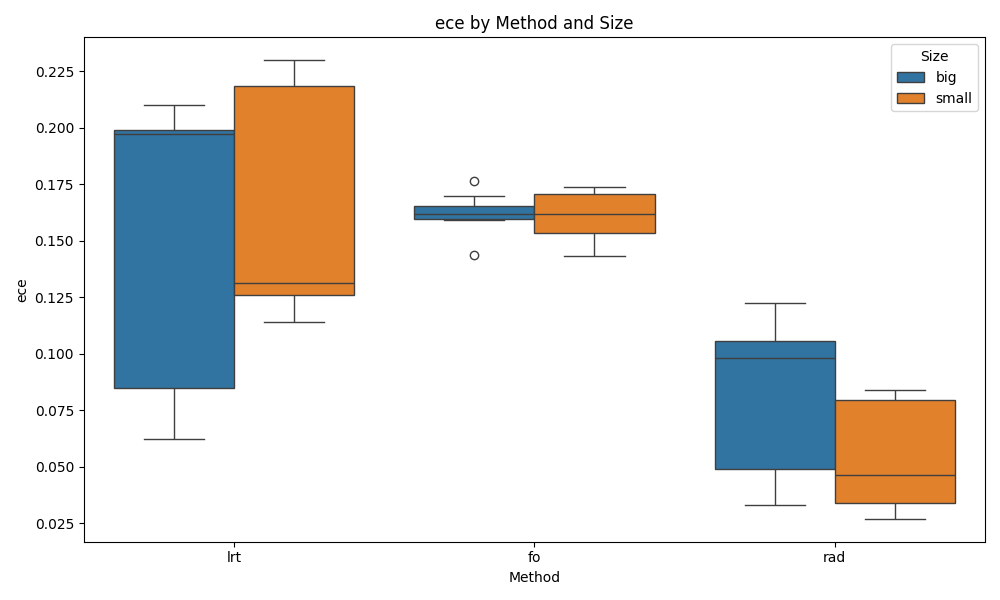 ece by Method and Size
Size
big
small
0.225
0.200
0.175
0.150
0.125
0.100
0.075
0.050
0.025
ece
lrt
fo
rad
Method